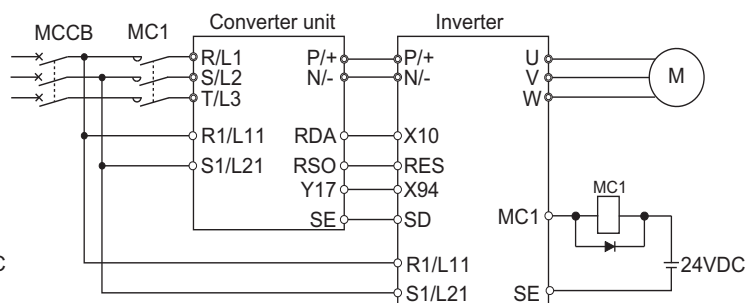 Converter unit
Inverter
MCCB
MC1
R/L1
S/L2
T/L3
R1/L11
S1/L21
P/+
N/-
RDA
RSO
Y17
SE
P/+
N/-
X10
RES
X94
SD
R1/L11
S1/L21
U
V
W
M
MC1
SE
MC1
24VDC
C